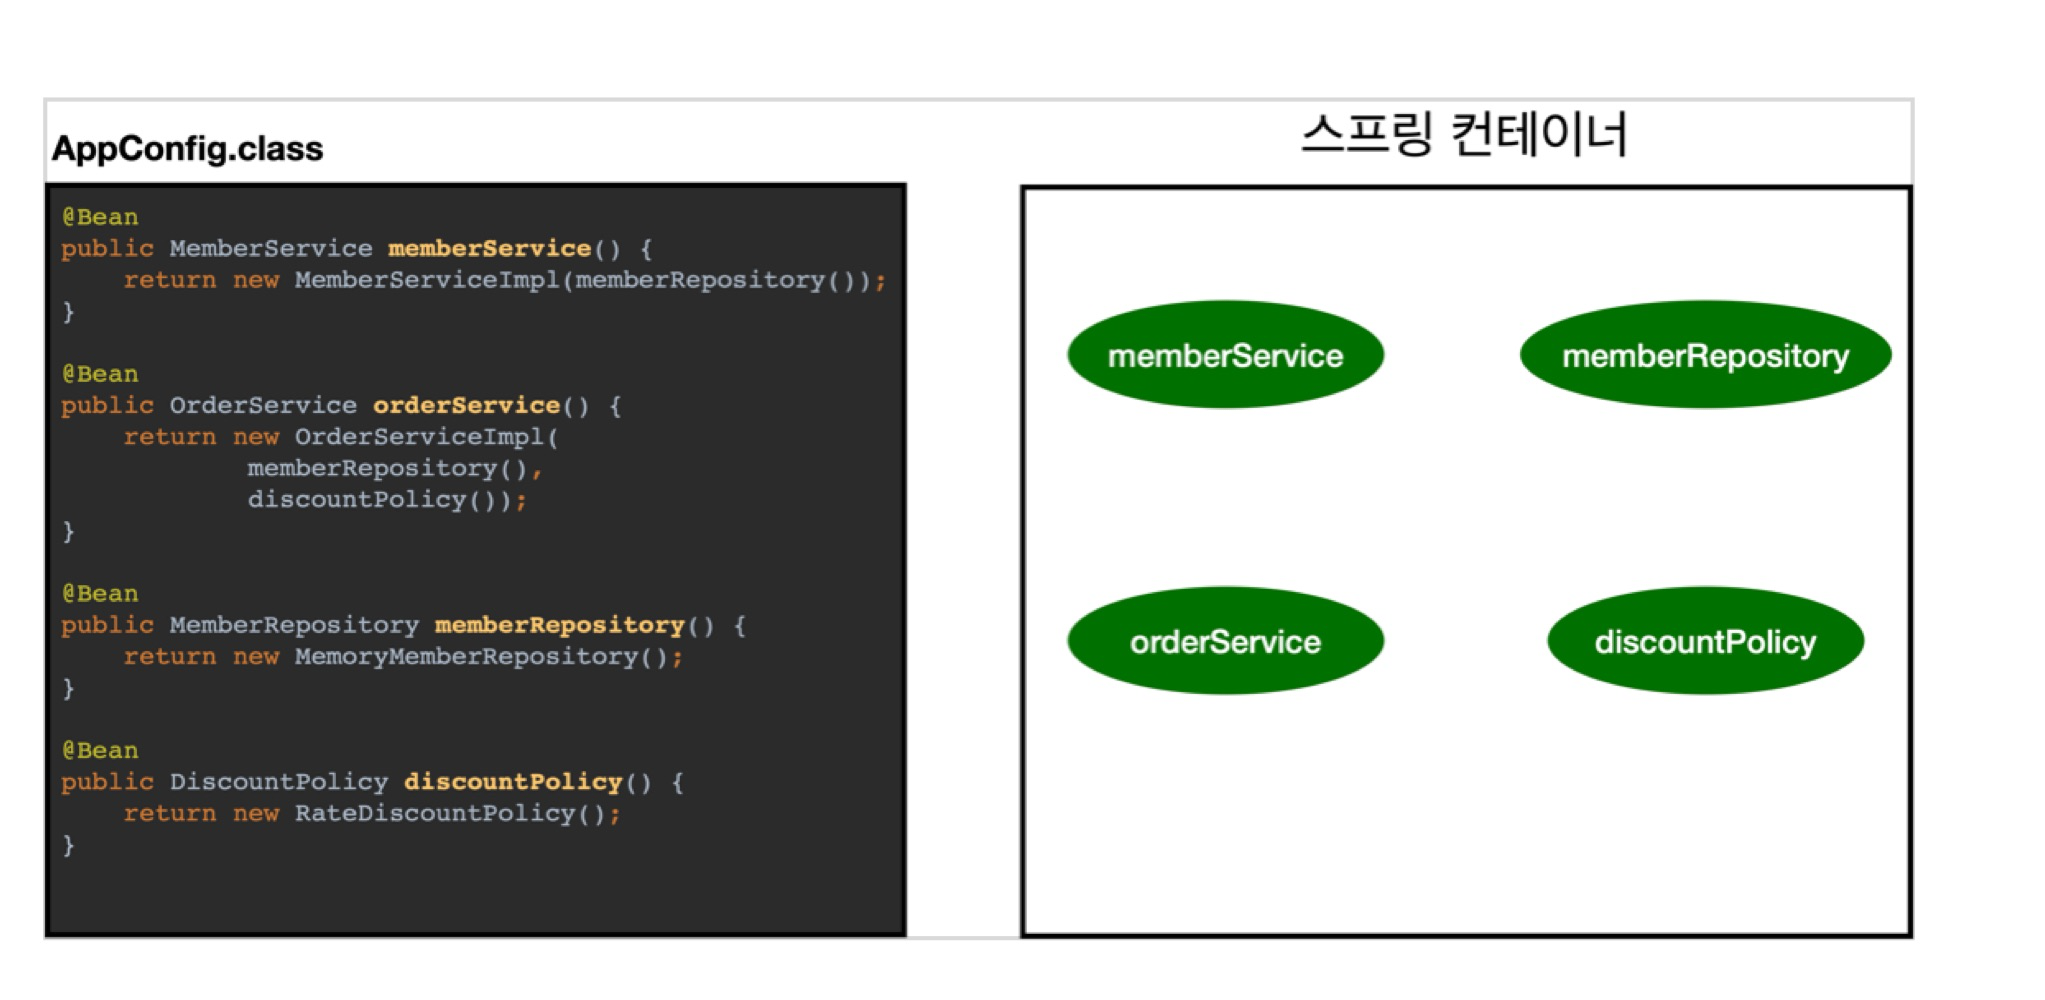 AppConfig.class
@Bean
public MemberService memberService() {
    return new MemberServiceImpl(memberRepository());
}
@Bean
public OrderService orderService() {
    return new OrderServiceImpl(
            memberRepository(),
            discountPolicy());
}
@Bean
public MemberRepository memberRepository() {
    return new MemoryMemberRepository();
}
@Bean
public DiscountPolicy discountPolicy() {
    return new RateDiscountPolicy();
}
스프링 컨테이너
memberService
memberRepository
orderService
discountPolicy